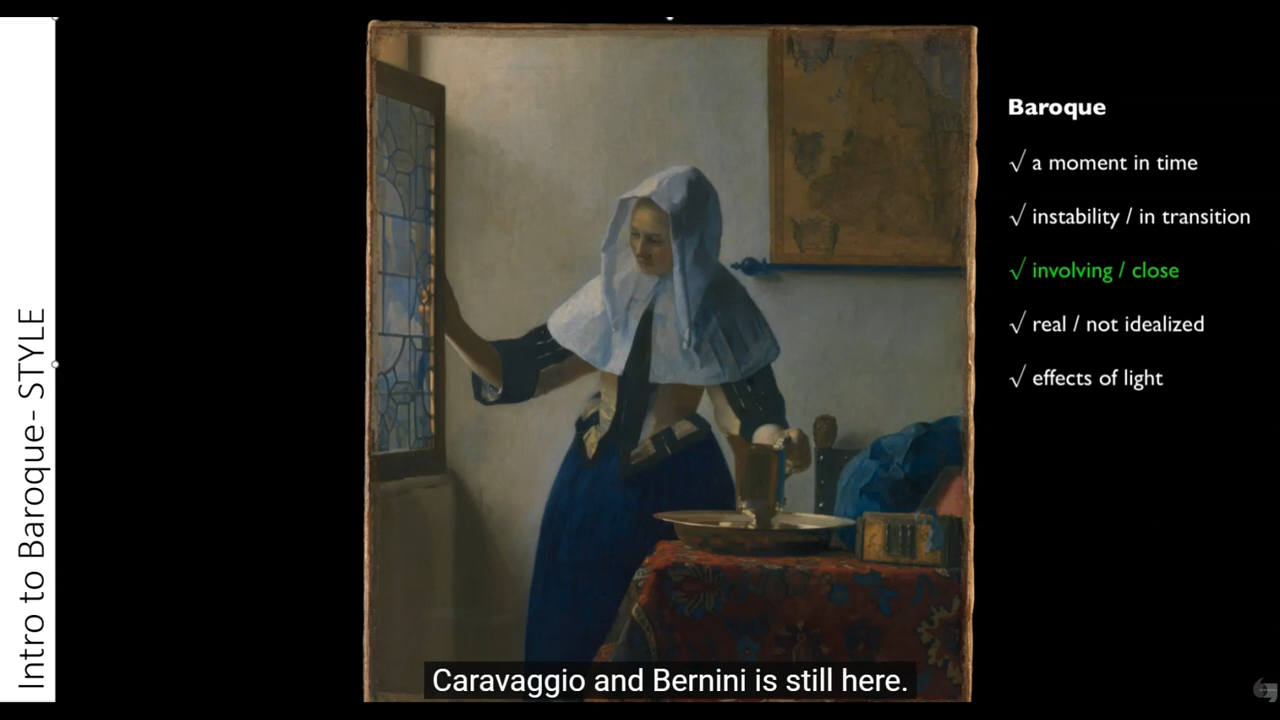 Intro to Baroque- STYLE
Baroque
√ a moment in time
√ instability / in transition
√ involving / close
√ real / not idealized
√ effects of light
Caravaggio and Bernini is still here.